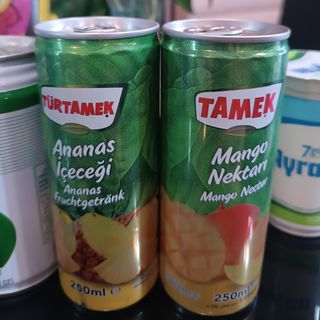 TÜRTAMEK
Ananas
İçeceği
Ananas
Fruchtgetränk
250ml e
TAMEK
Mango
Nektarı
Mango Nectar
250ml
Ayra